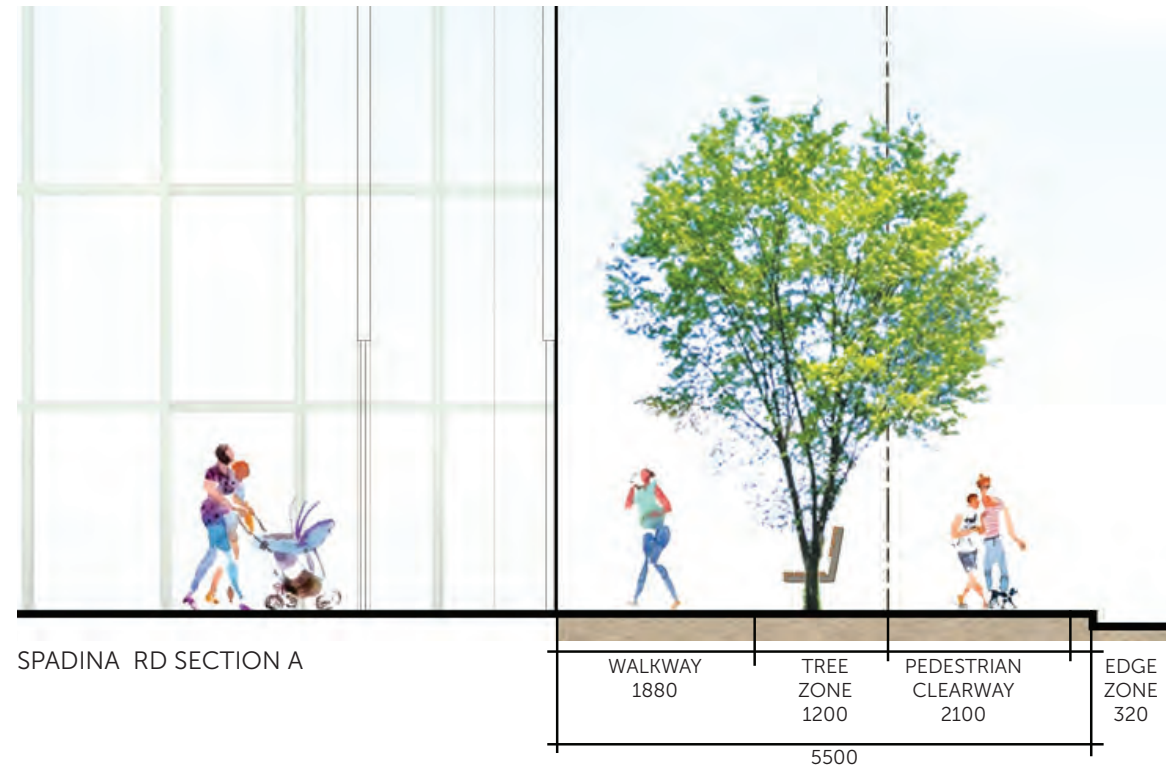 SPADINA RD SECTION A
WALKWAY
1880
TREE
ZONE
1200
PEDESTRIAN
CLEARWAY
2100
EDGE
ZONE
320
5500